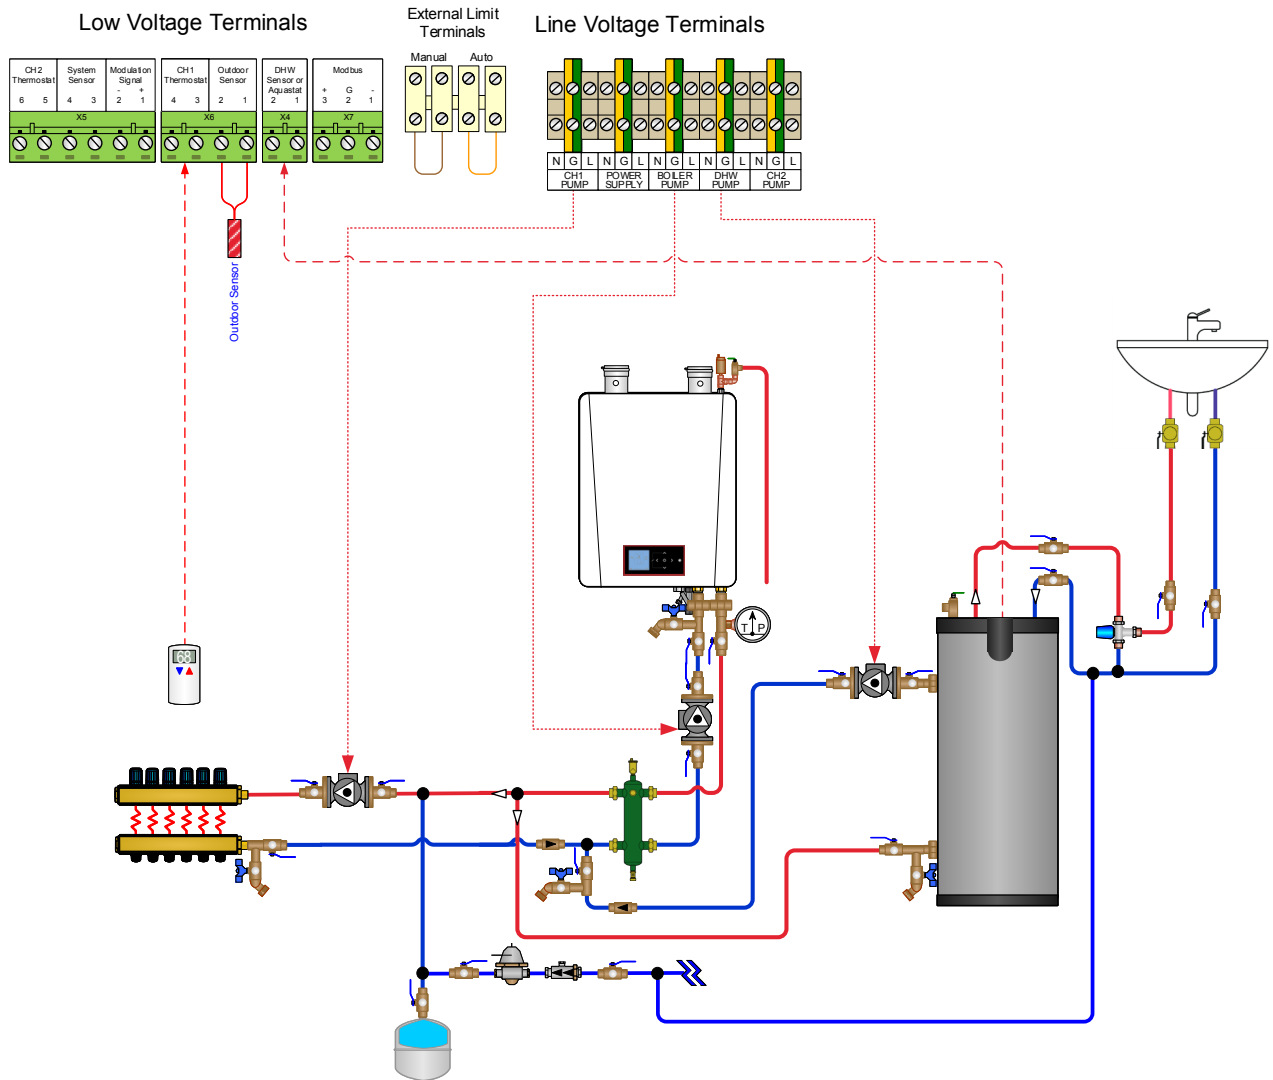 Low Voltage Terminals
External Limit
Terminals
Line Voltage Terminals
Manual Auto
CH2
Thermostat
6 5
System
Sensor
4 3
Modulation
Signal
- +
2 1
X5
CH1
Thermostat
4 3
Outdoor
Sensor
2 1
X6
DHW
Sensor or
Aquastat
2 1
X4
Modbus
+ G -
3 2 1
X7
N G L N G L N G L N G L N G L
CH1
PUMP
POWER
SUPPLY
BOILER
PUMP
DHW
PUMP
CH2
PUMP
Outdoor Sensor
68
T P